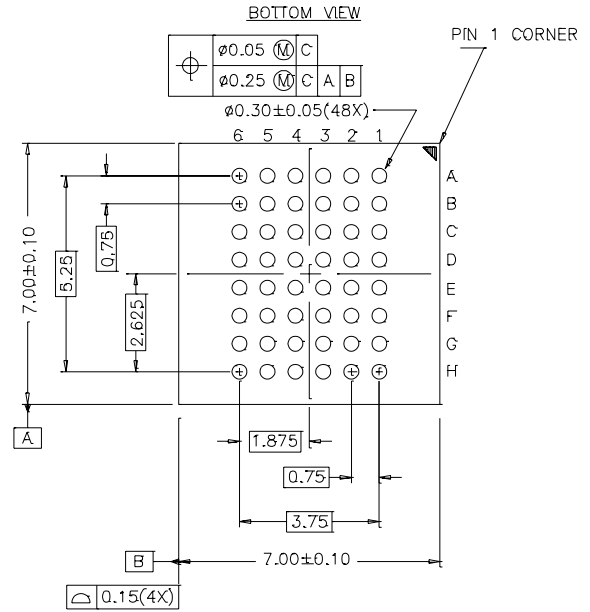 BOTTOM VIEW
PIN 1 CORNER
⌀0.05 Ⓜ C
⌀0.25 Ⓜ C A B
⌀0.30±0.05(48X)
6 5 4 3 2 1
A
B
C
D
E
F
G
H
7.00±0.10
5.25
0.75
2.625
A
1.875
0.75
3.75
B
7.00±0.10
0.15(4X)